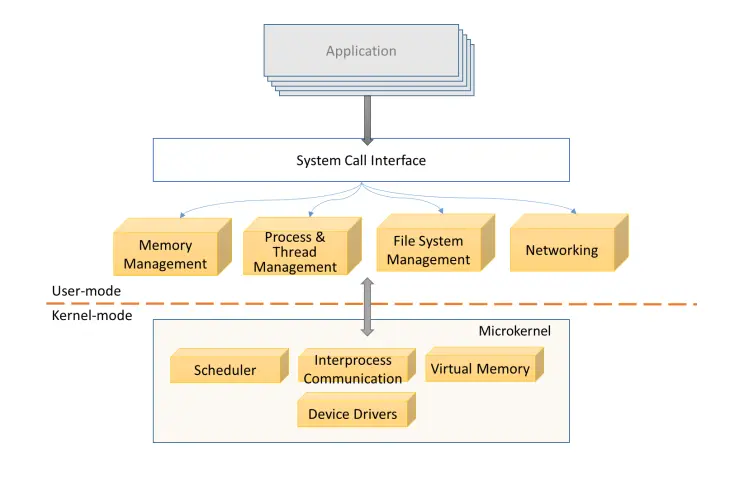 Application
System Call Interface
Memory
Management
Process &
Thread
Management
File System
Management
Networking
User-mode
Kernel-mode
Microkernel
Scheduler
Interprocess
Communication
Virtual Memory
Device Drivers